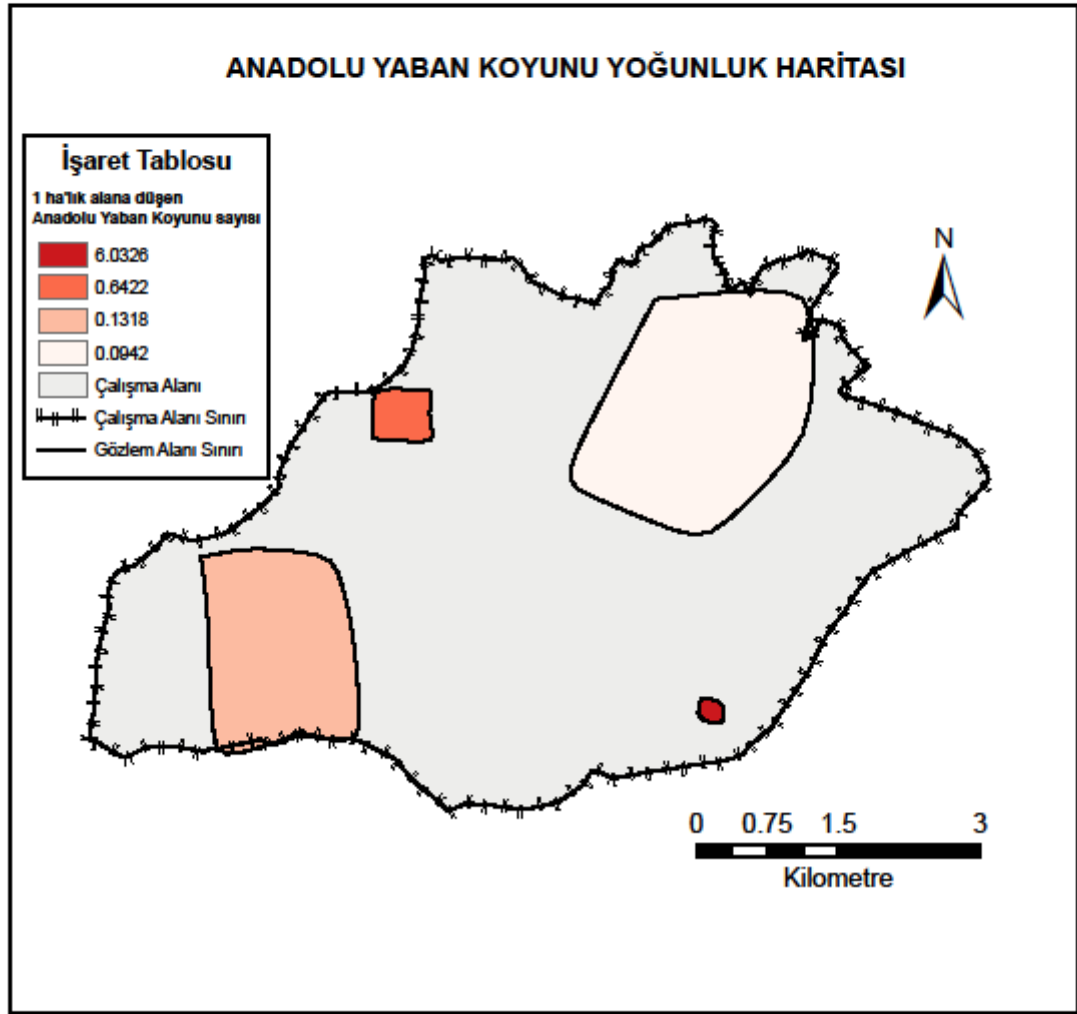 ANADOLU YABAN KOYUNU YOĞUNLUK HARİTASI
İşaret Tablosu
1 ha'lık alana düşen
Anadolu Yaban Koyunu sayısı
6.0326
0.6422
0.1318
0.0942
Çalışma Alanı
Çalışma Alanı Sınırı
Gözlem Alanı Sınırı
N
0 0.75 1.5 3
Kilometre